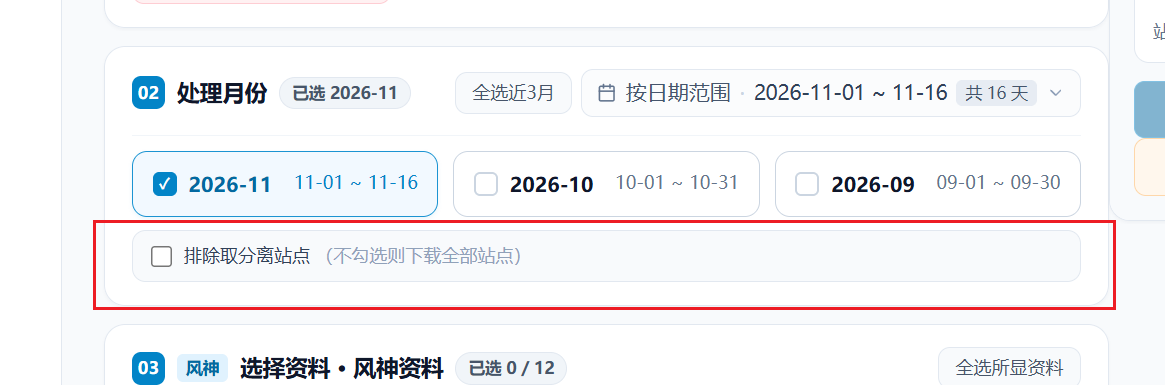 02 处理月份 已选 2026-11 全选近3月 按日期范围 · 2026-11-01 ~ 11-16 共 16 天
2026-11 11-01 ~ 11-16 2026-10 10-01 ~ 10-31 2026-09 09-01 ~ 09-30
排除取分离站点 (不勾选则下载全部站点)
03 风神 选择资料·风神资料 已选 0 / 12 全选所显资料